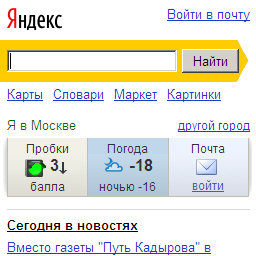 Яндекс
Войти в почту
Найти
Карты Словари Маркет Картинки
Я в Москве другой город
Пробки Погода Почта
3↓ -18
балла ночью -16 войти
Сегодня в новостях
Вместо газеты "Путь Кадырова" в